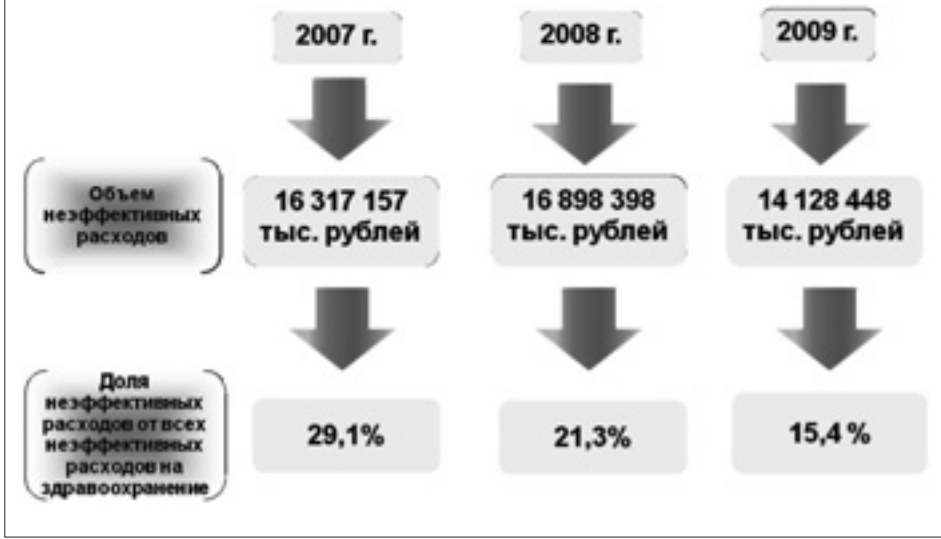 2007 г.
2008 г.
2009 г.
Объем
неэффективных
расходов
16 317 157
тыс. рублей
16 898 398
тыс. рублей
14 128 448
тыс. рублей
Доля
неэффективных
расходов от всех
неэффективных
расходов на
здравоохранение
29,1%
21,3%
15,4 %